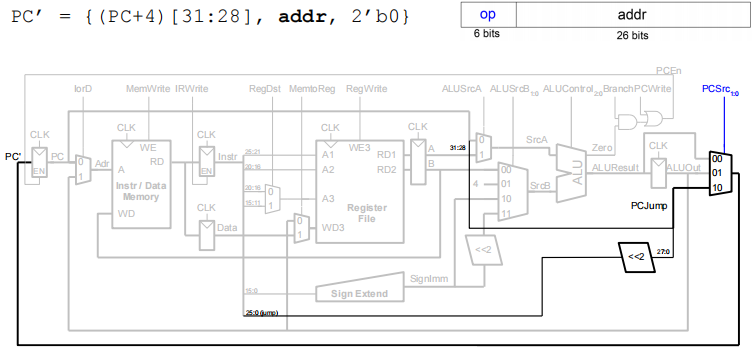 PC' = {(PC+4)[31:28], addr, 2'b0}
op addr
6 bits 26 bits
PCEn
IorD MemWrite IRWrite RegDst MemtoReg RegWrite ALUSrcA ALUSrcB1:0 ALUControl2:0 Branch PCWrite PCSrc1:0
CLK CLK CLK CLK CLK CLK
PC' PC 0 1 Adr A WE RD EN Instr 25:21 A1 WE3 RD1 A 31:28 0 1 SrcA Zero CLK 00
EN Instr / Data Memory 20:16 A2 RD2 B 00 ALU ALUResult ALUOut 01
4 01 SrcB 10
20:16 0 A3 10 PCJump
WD CLK 15:11 1 Register File 11
Data 0 1 WD3
<<2 <<2 27:0
SignImm
15:0 Sign Extend
25:0 (jump)